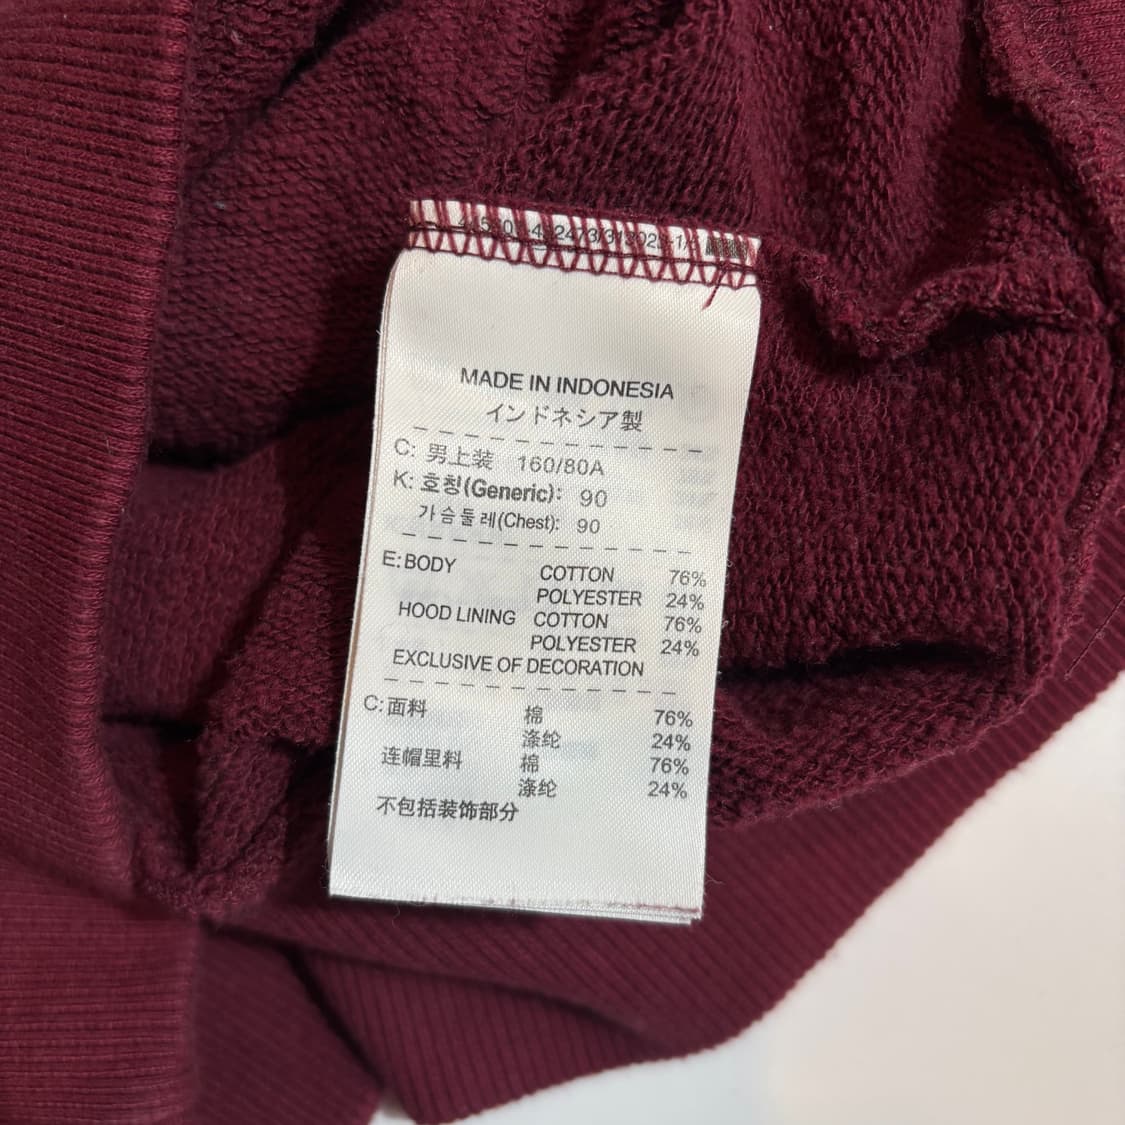 MADE IN INDONESIA
インドネシア製
C: 男上装 160/80A
K: 호칭(Generic): 90
가슴둘레(Chest): 90
E: BODY COTTON 76%
POLYESTER 24%
HOOD LINING COTTON 76%
POLYESTER 24%
EXCLUSIVE OF DECORATION
C: 面料 棉 76%
涤纶 24%
连帽里料 棉 76%
涤纶 24%
不包括装饰部分